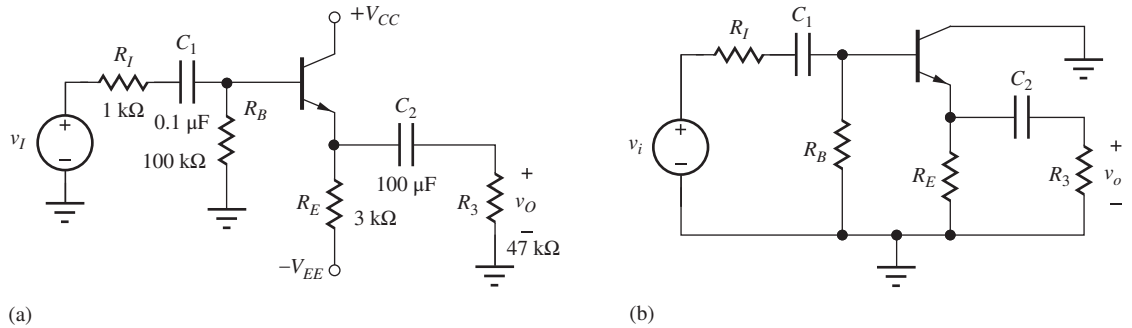 +V_CC
R_I
C_1
1 kΩ
0.1 µF
R_B
100 kΩ
v_I
+
−
C_2
100 µF
R_E
3 kΩ
R_3
+
v_O
−
47 kΩ
−V_EE
(a)
R_I
C_1
v_i
+
−
R_B
C_2
R_E
R_3
+
v_o
−
(b)